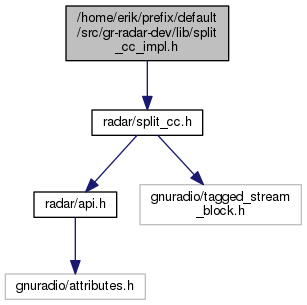 /home/erik/prefix/default
/src/gr-radar-dev/lib/split
_cc_impl.h
radar/split_cc.h
radar/api.h
gnuradio/tagged_stream
_block.h
gnuradio/attributes.h